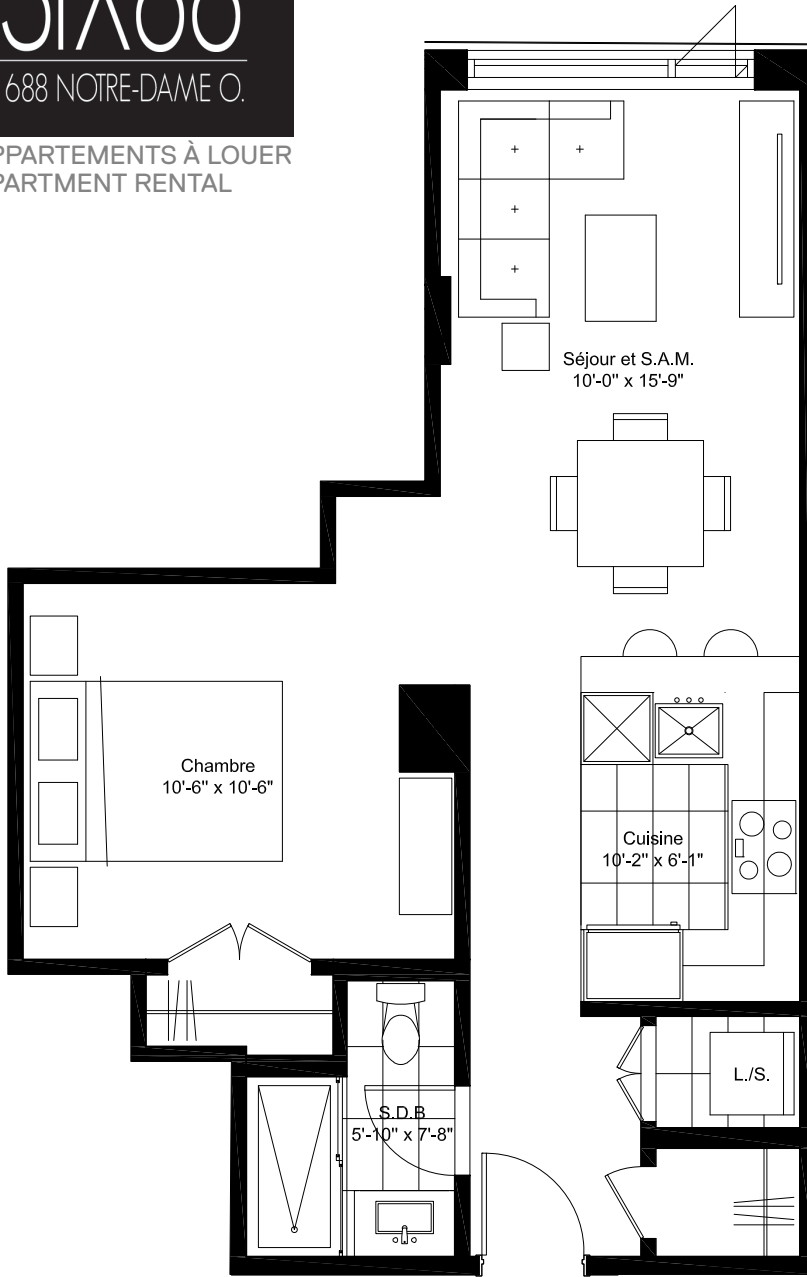 688 NOTRE-DAME O.
PPARTEMENTS À LOUER
PARTMENT RENTAL
Séjour et S.A.M.
10'-0" x 15'-9"
Chambre
10'-6" x 10'-6"
Cuisine
10'-2" x 6'-1"
L./S.
S.D.B
5'-10" x 7'-8"